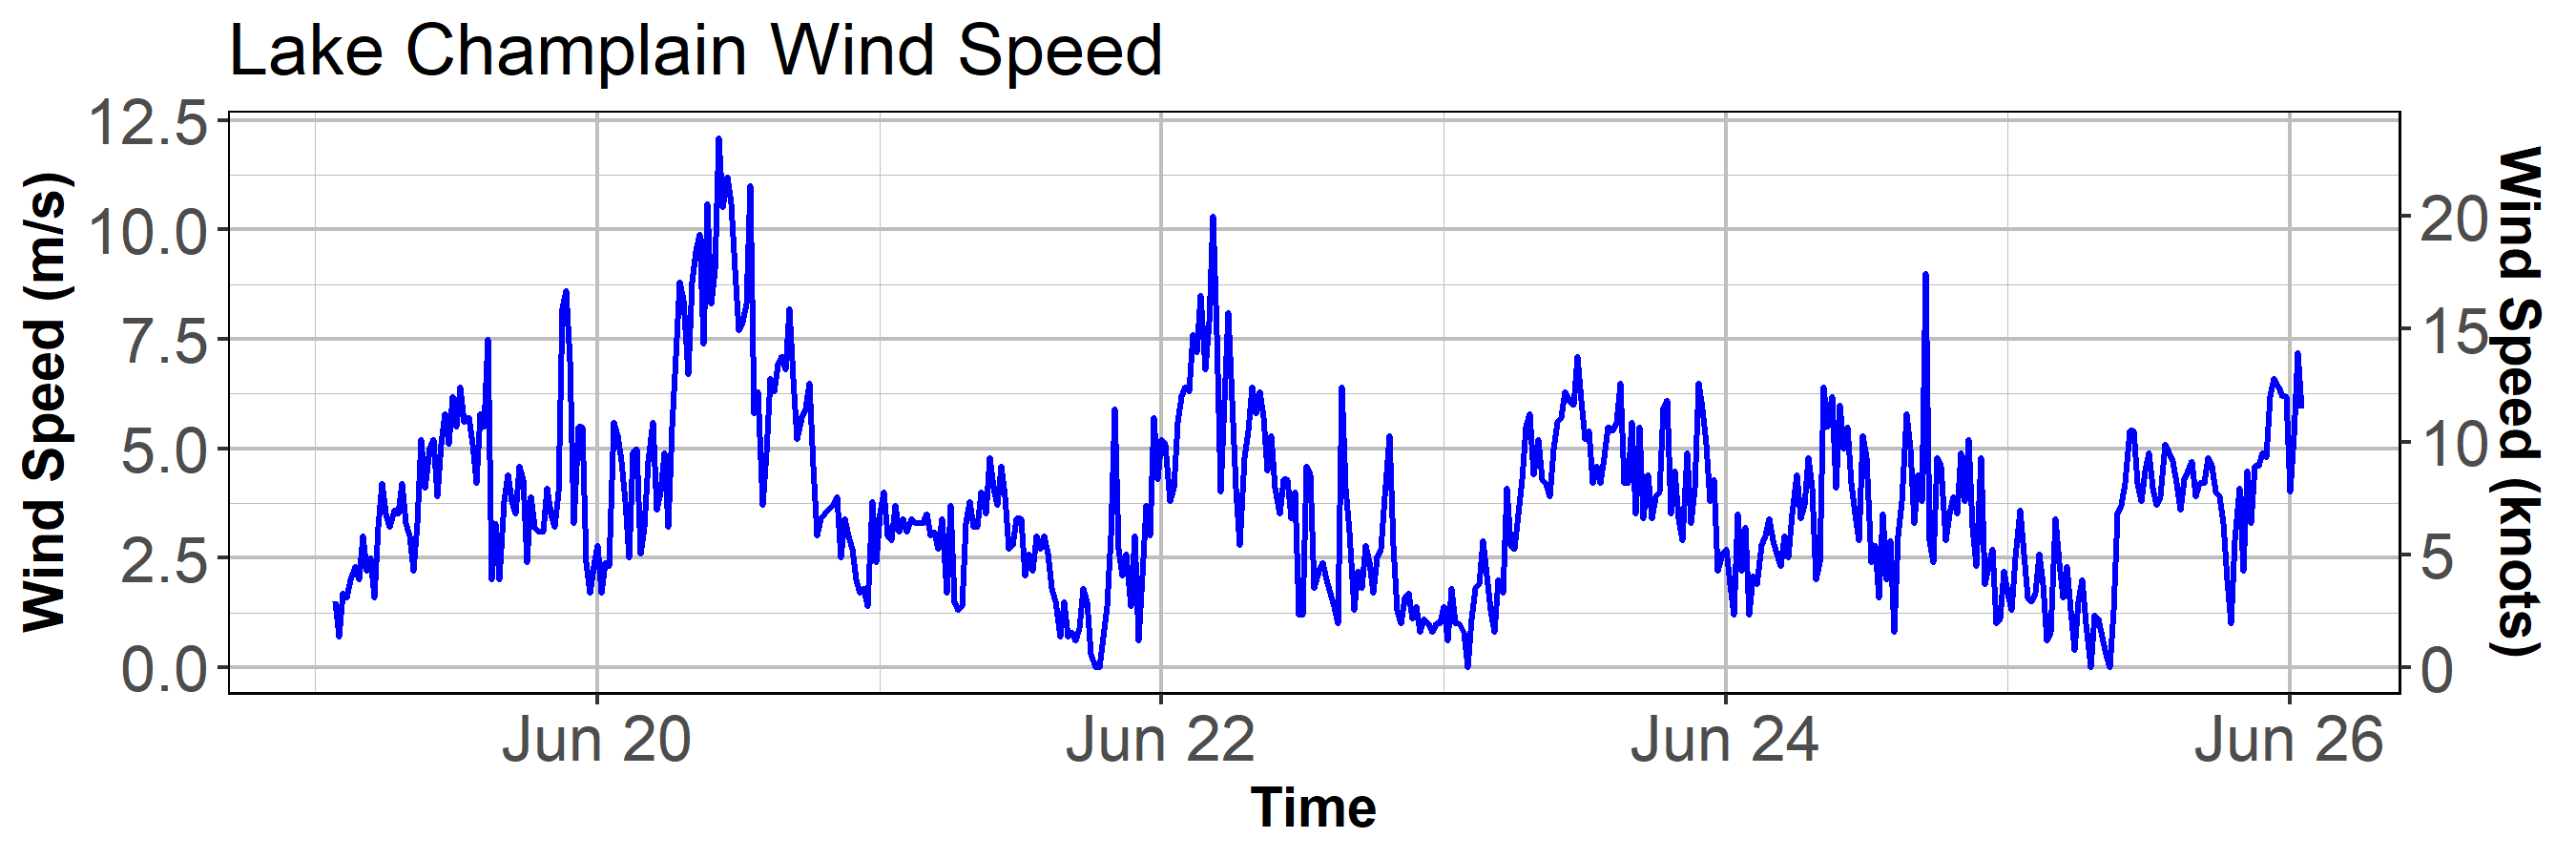 Lake Champlain Wind Speed
12.5
10.0
7.5
5.0
2.5
0.0
Wind Speed (m/s)
20
15
10
5
0
Wind Speed (knots)
Jun 20
Jun 22
Jun 24
Jun 26
Time